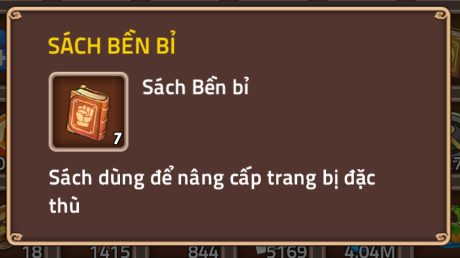 SÁCH BỀN BỈ
Sách Bền bỉ
7
Sách dùng để nâng cấp trang bị đặc
thù
18 1415 844 5169 4.04M